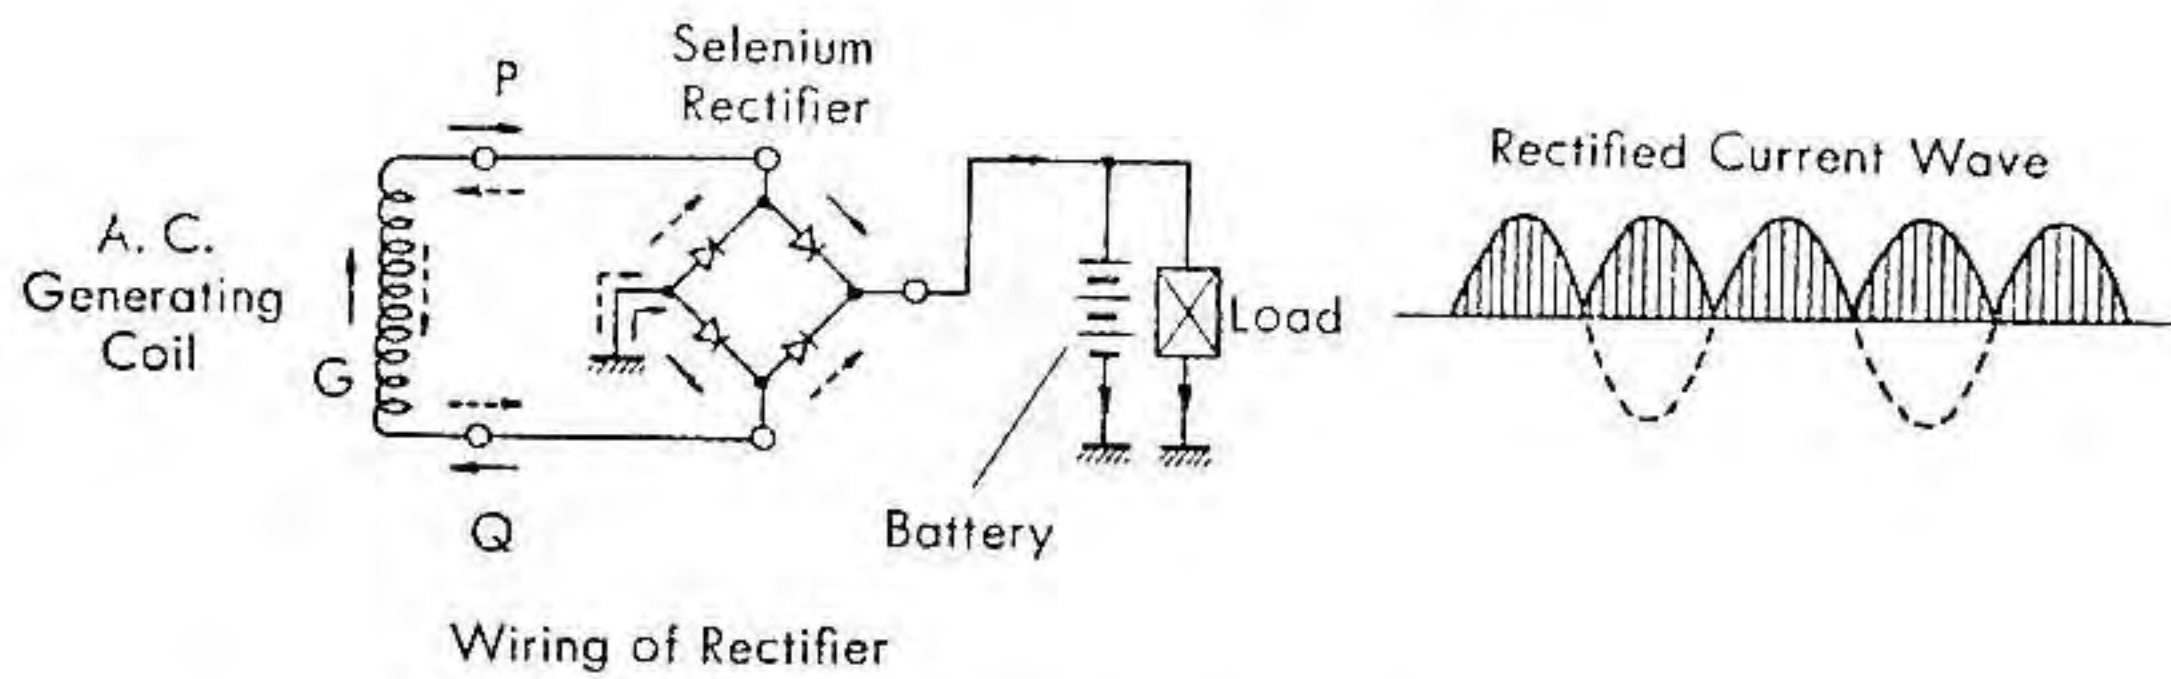 P
Selenium
Rectifier
A. C.
Generating
Coil
G
Q
Battery
Load
Rectified Current Wave
Wiring of Rectifier